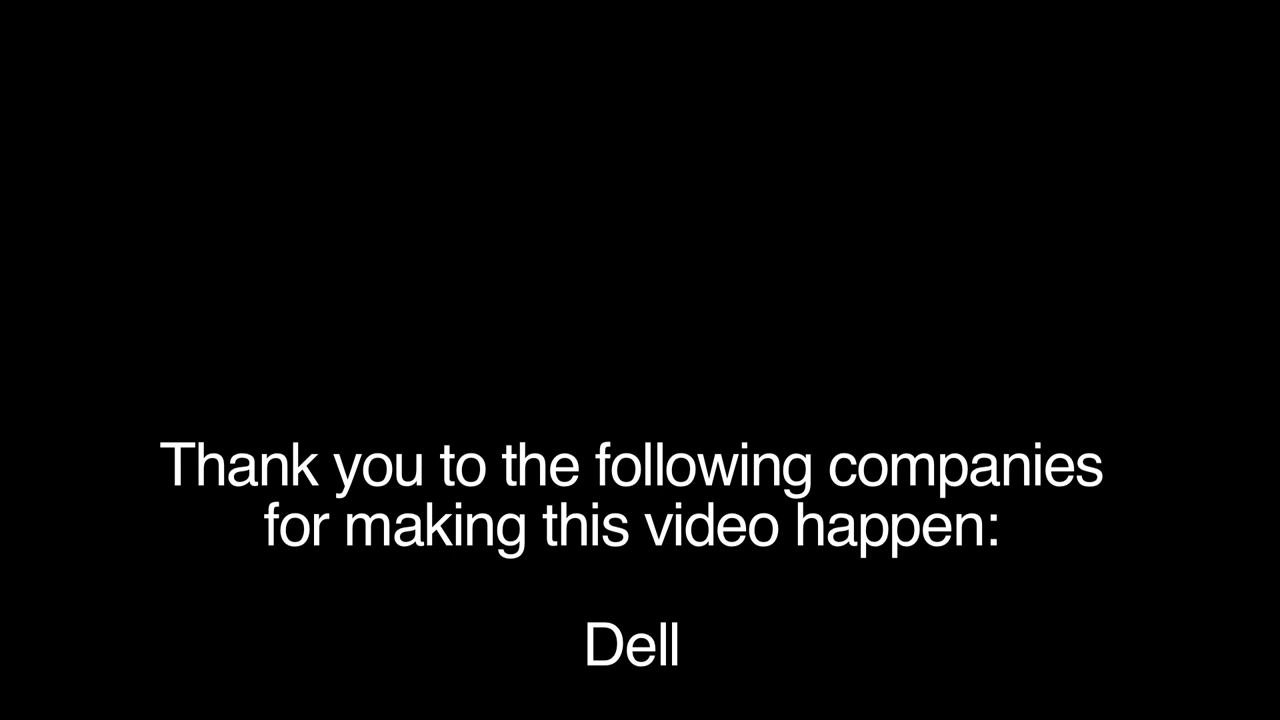 Thank you to the following companies
for making this video happen:
Dell